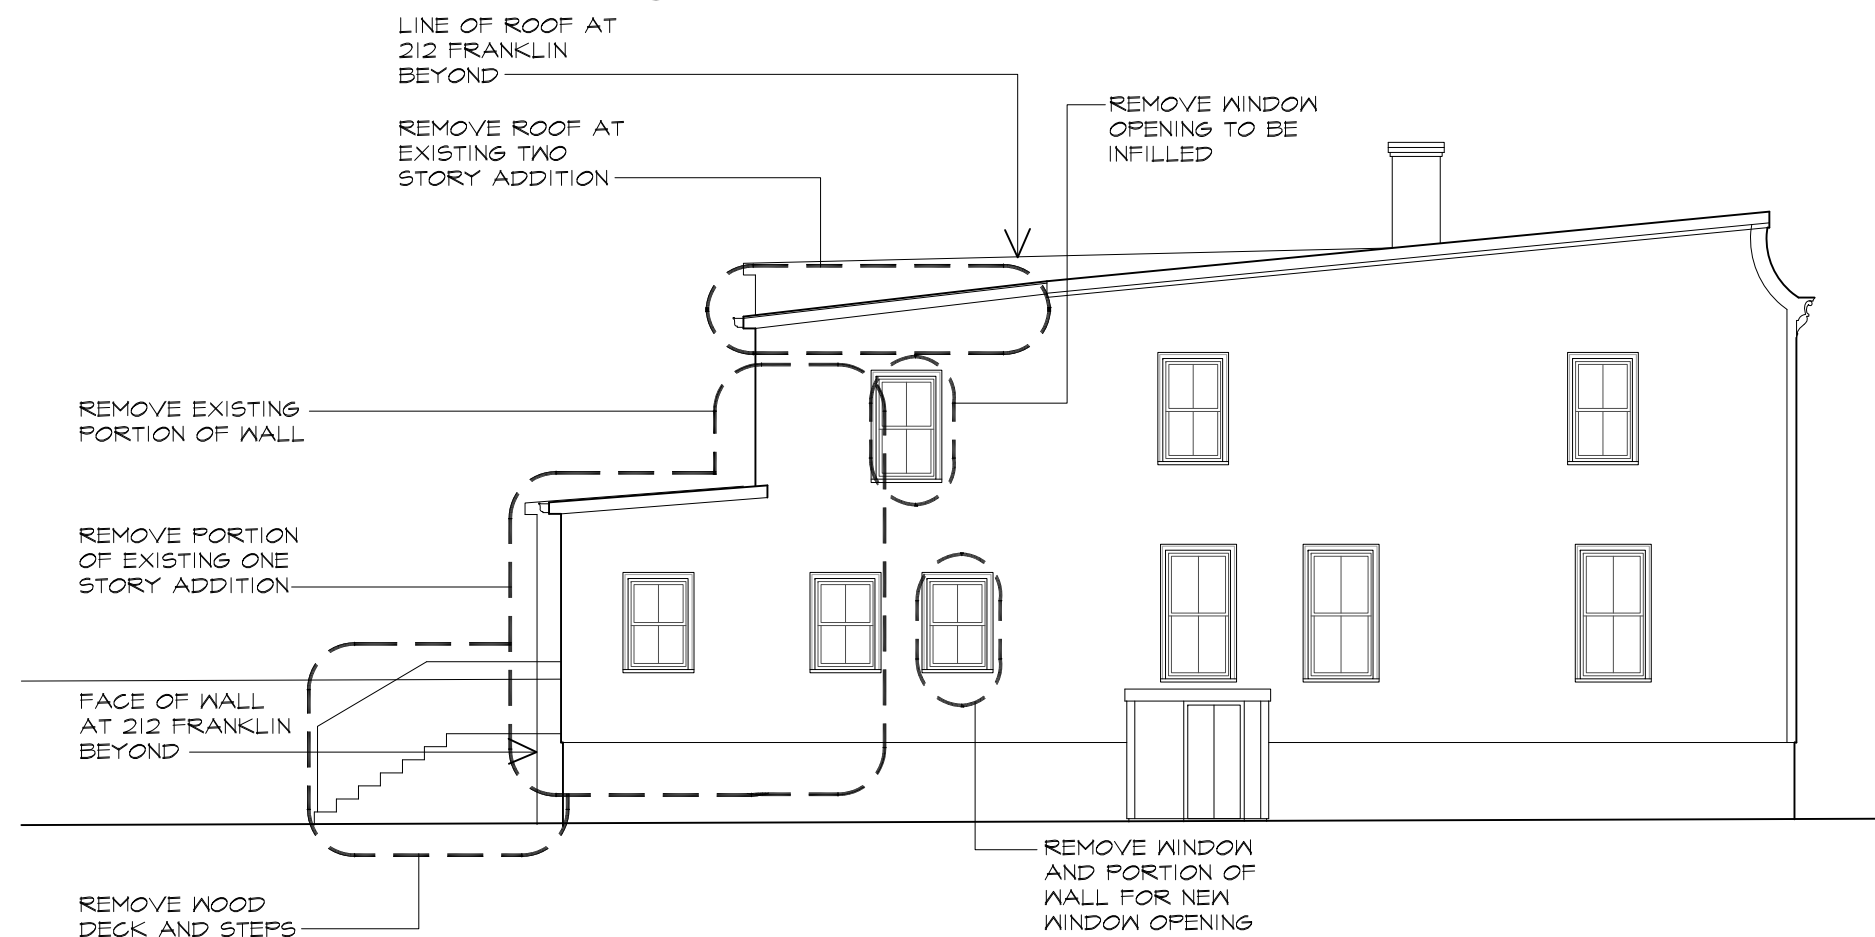 LINE OF ROOF AT
212 FRANKLIN
BEYOND
REMOVE ROOF AT
EXISTING TWO
STORY ADDITION
REMOVE WINDOW
OPENING TO BE
INFILLED
REMOVE EXISTING
PORTION OF WALL
REMOVE PORTION
OF EXISTING ONE
STORY ADDITION
FACE OF WALL
AT 212 FRANKLIN
BEYOND
REMOVE WOOD
DECK AND STEPS
REMOVE WINDOW
AND PORTION OF
WALL FOR NEW
WINDOW OPENING